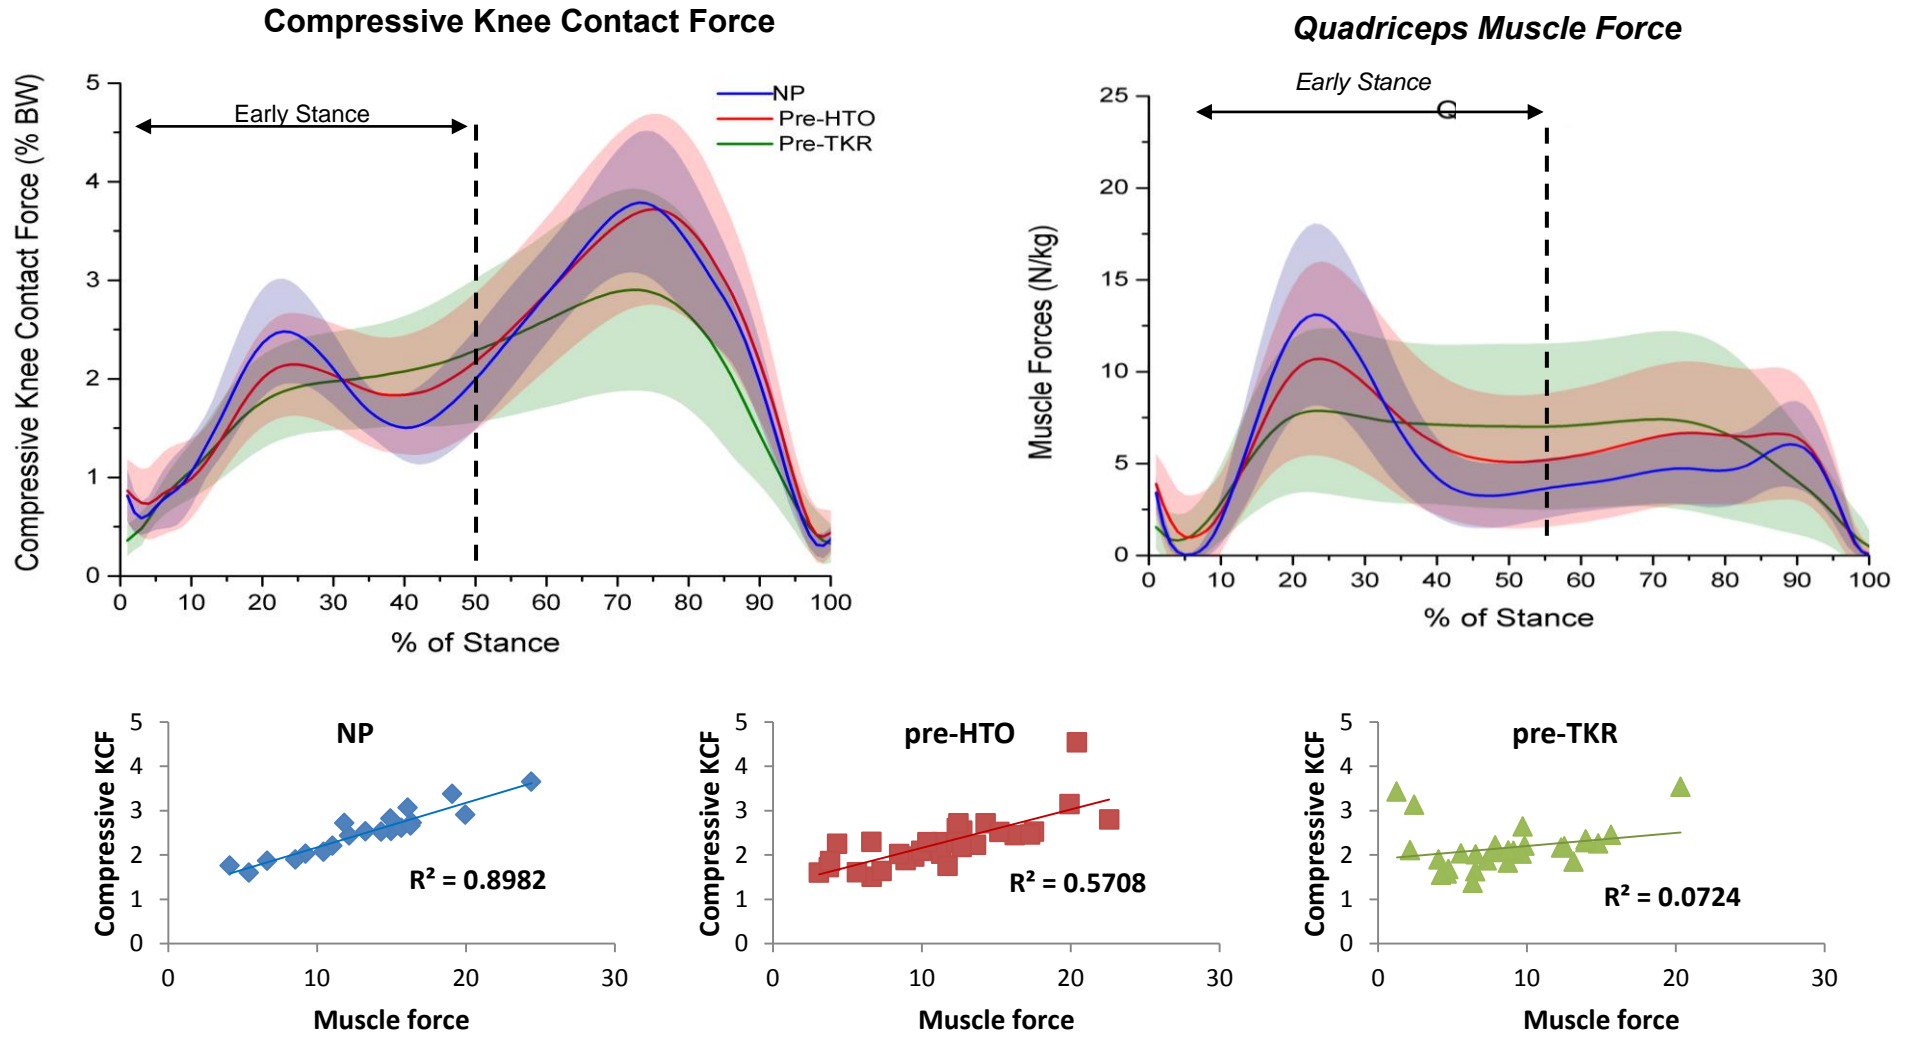 Compressive Knee Contact Force
Quadriceps Muscle Force
Compressive Knee Contact Force (% BW)
5
4
3
2
1
0
Early Stance
NP
Pre-HTO
Pre-TKR
0 10 20 30 40 50 60 70 80 90 100
% of Stance
Muscle Forces (N/kg)
25
20
15
10
5
0
Early Stance
Q
0 10 20 30 40 50 60 70 80 90 100
% of Stance
Compressive KCF
5
4
3
2
1
0
NP
R² = 0.8982
0 10 20 30
Muscle force
Compressive KCF
5
4
3
2
1
0
pre-HTO
R² = 0.5708
0 10 20 30
Muscle force
Compressive KCF
5
4
3
2
1
0
pre-TKR
R² = 0.0724
0 10 20 30
Muscle force